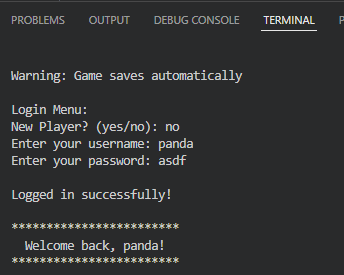 PROBLEMS OUTPUT DEBUG CONSOLE TERMINAL
Warning: Game saves automatically
Login Menu:
New Player? (yes/no): no
Enter your username: panda
Enter your password: asdf
Logged in successfully!
************************
Welcome back, panda!
************************